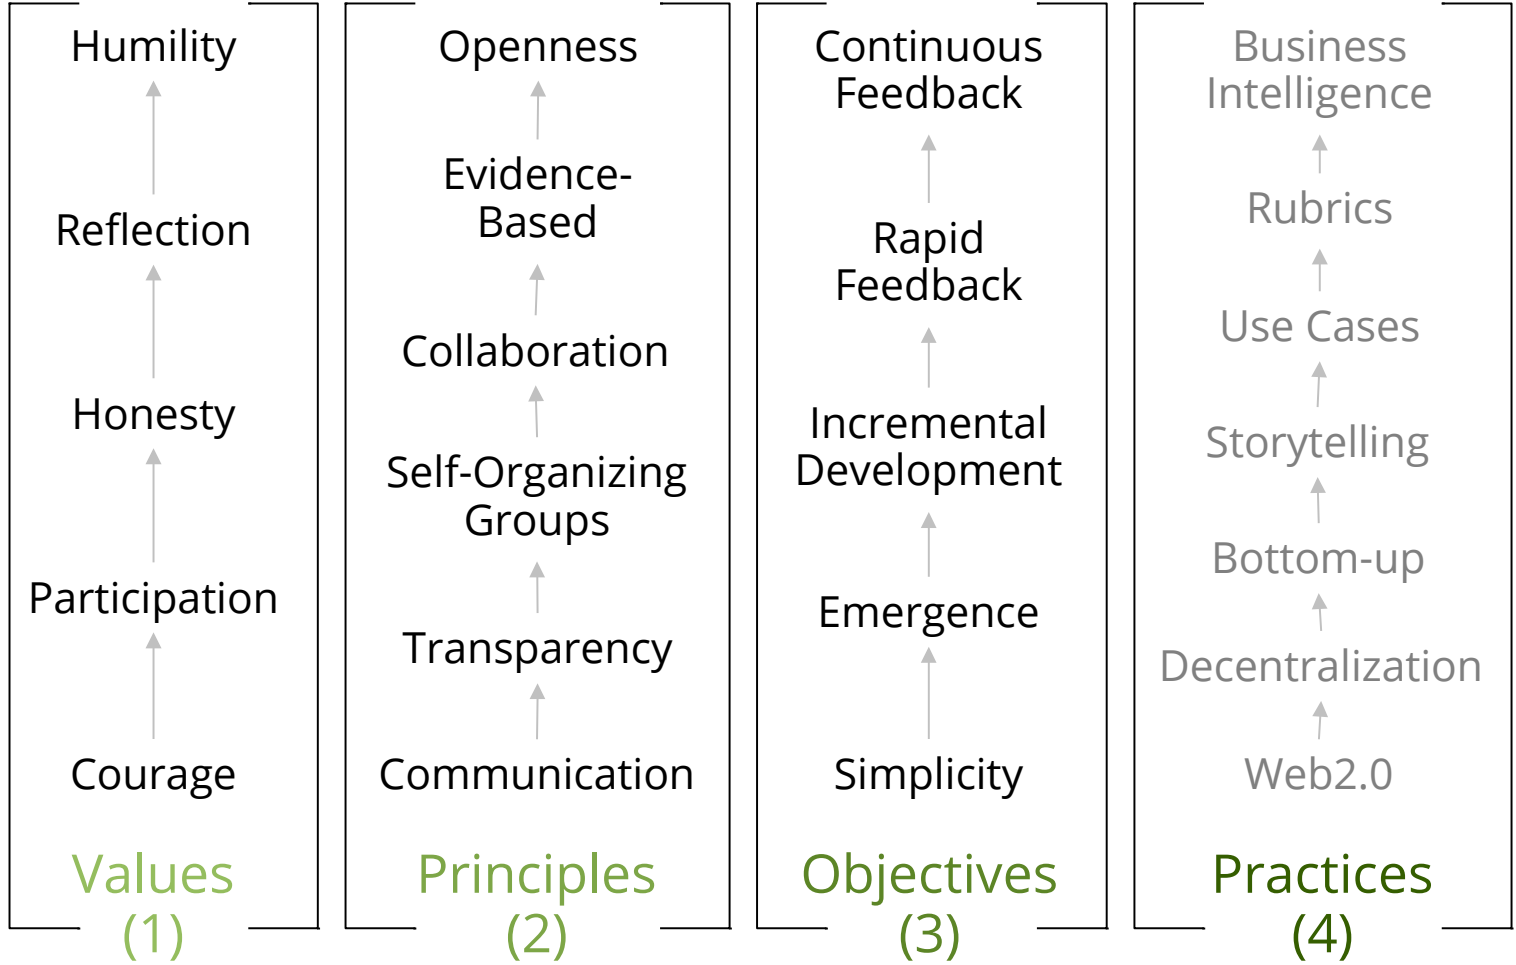 Humility
Reflection
Honesty
Participation
Courage
Values
(1)
Openness
Evidence-
Based
Collaboration
Self-Organizing
Groups
Transparency
Communication
Principles
(2)
Continuous
Feedback
Rapid
Feedback
Incremental
Development
Emergence
Simplicity
Objectives
(3)
Business
Intelligence
Rubrics
Use Cases
Storytelling
Bottom-up
Decentralization
Web2.0
Practices
(4)